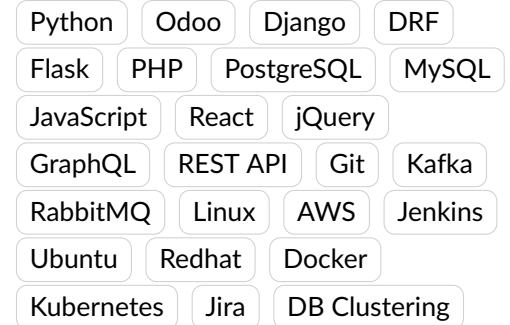 Python Odoo Django DRF
Flask PHP PostgreSQL MySQL
JavaScript React jQuery
GraphQL REST API Git Kafka
RabbitMQ Linux AWS Jenkins
Ubuntu Redhat Docker
Kubernetes Jira DB Clustering